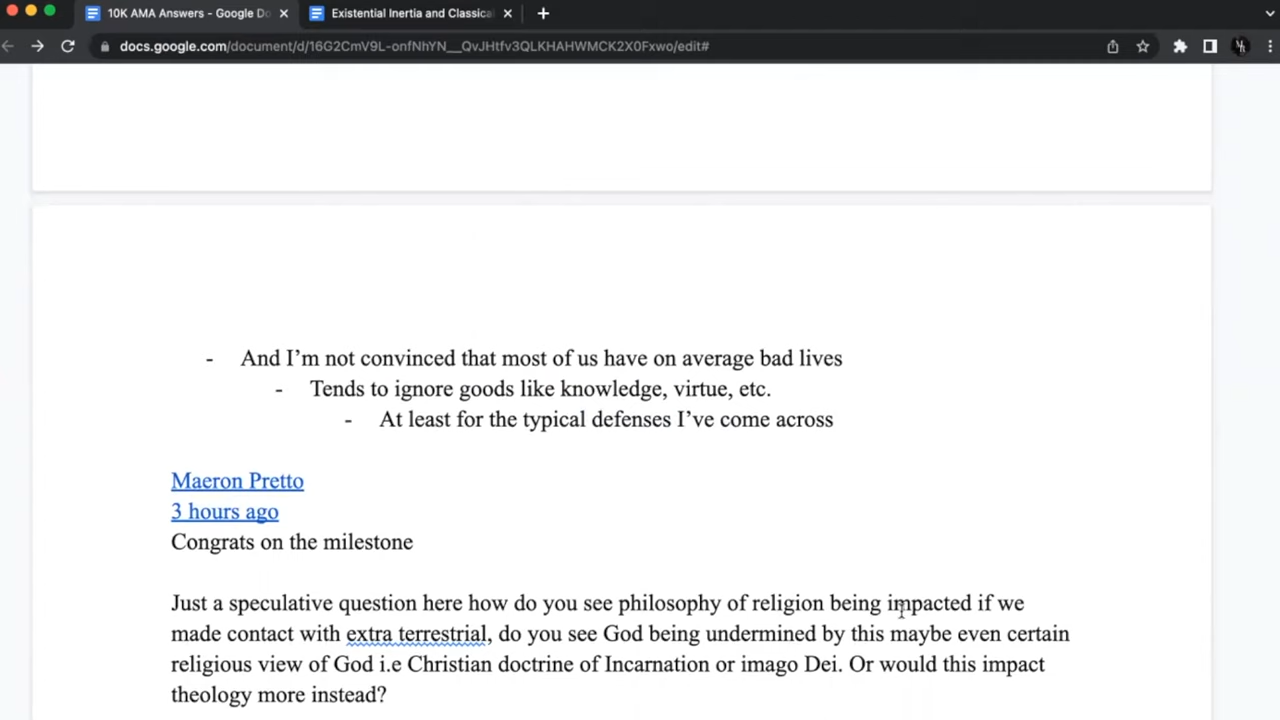 10K AMA Answers - Google Do
Existential Inertia and Classica
docs.google.com/document/d/16G2CmV9L-onfNhYN__QvJHtfv3QLKHAHWMCK2X0Fxwo/edit#
- And I’m not convinced that most of us have on average bad lives
- Tends to ignore goods like knowledge, virtue, etc.
- At least for the typical defenses I’ve come across
Maeron Pretto
3 hours ago
Congrats on the milestone
Just a speculative question here how do you see philosophy of religion being impacted if we
made contact with extra terrestrial, do you see God being undermined by this maybe even certain
religious view of God i.e Christian doctrine of Incarnation or imago Dei. Or would this impact
theology more instead?